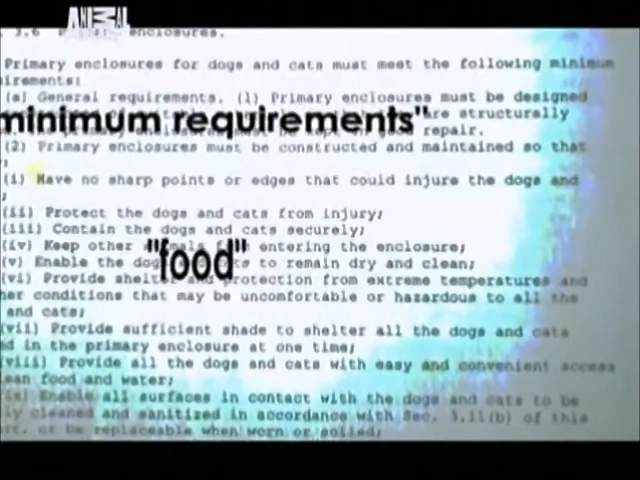 ANIMAL
3.6 enclosures.
Primary enclosures for dogs and cats must meet the following minimum
irements:
(a) General requirements. (1) Primary enclosures must be designed
minimum requirements"
are structurally
repair.
(2) Primary enclosures must be constructed and maintained so that
;
(i) Have no sharp points or edges that could injure the dogs and
;
(ii) Protect the dogs and cats from injury;
(iii) Contain the dogs and cats securely;
(iv) Keep other entering the enclosure;
"food"
(v) Enable the to remain dry and clean;
(vi) Provide protection from extreme temperatures and
her conditions that may be uncomfortable or hazardous to all the
and cats;
(vii) Provide sufficient shade to shelter all the dogs and cats
ed in the primary enclosure at one time;
(viii) Provide all the dogs and cats with easy and convenient access
ean food and water;
Enable all surfaces in contact with the dogs and cats to be
ly cleaned and sanitized in accordance with Sec. 3.11(b) of this
rt, or be replaceable when worn or soiled;